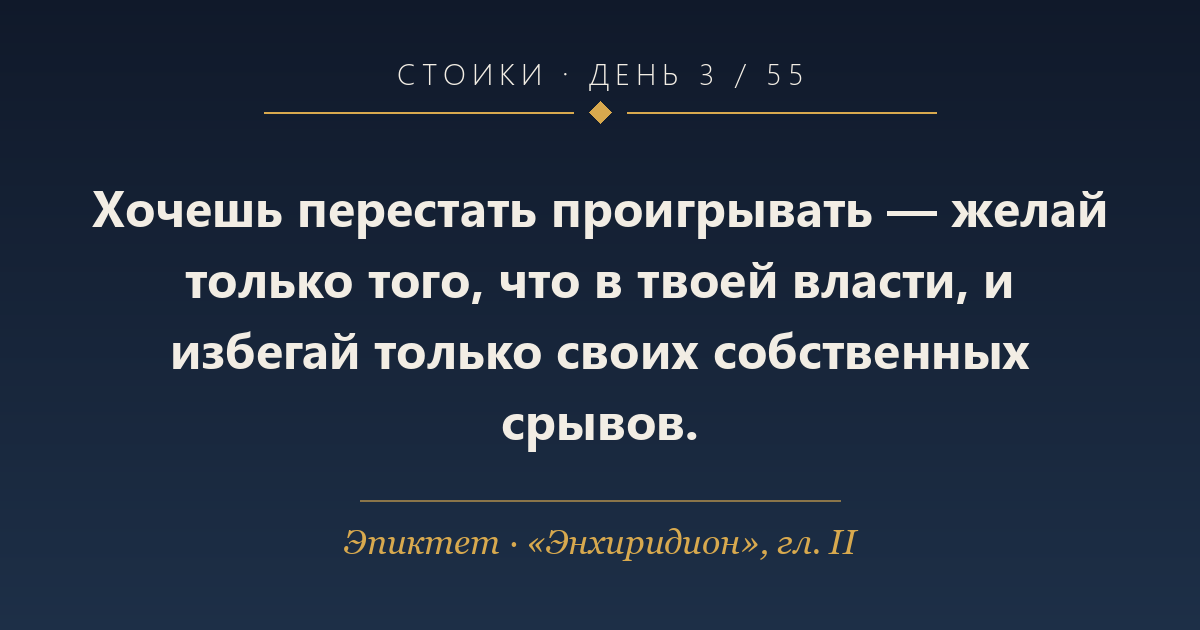 СТОИКИ · ДЕНЬ 3 / 55
Хочешь перестать проигрывать — желай
только того, что в твоей власти, и
избегай только своих собственных
срывов.
Эпиктет · «Энхиридион», гл. II